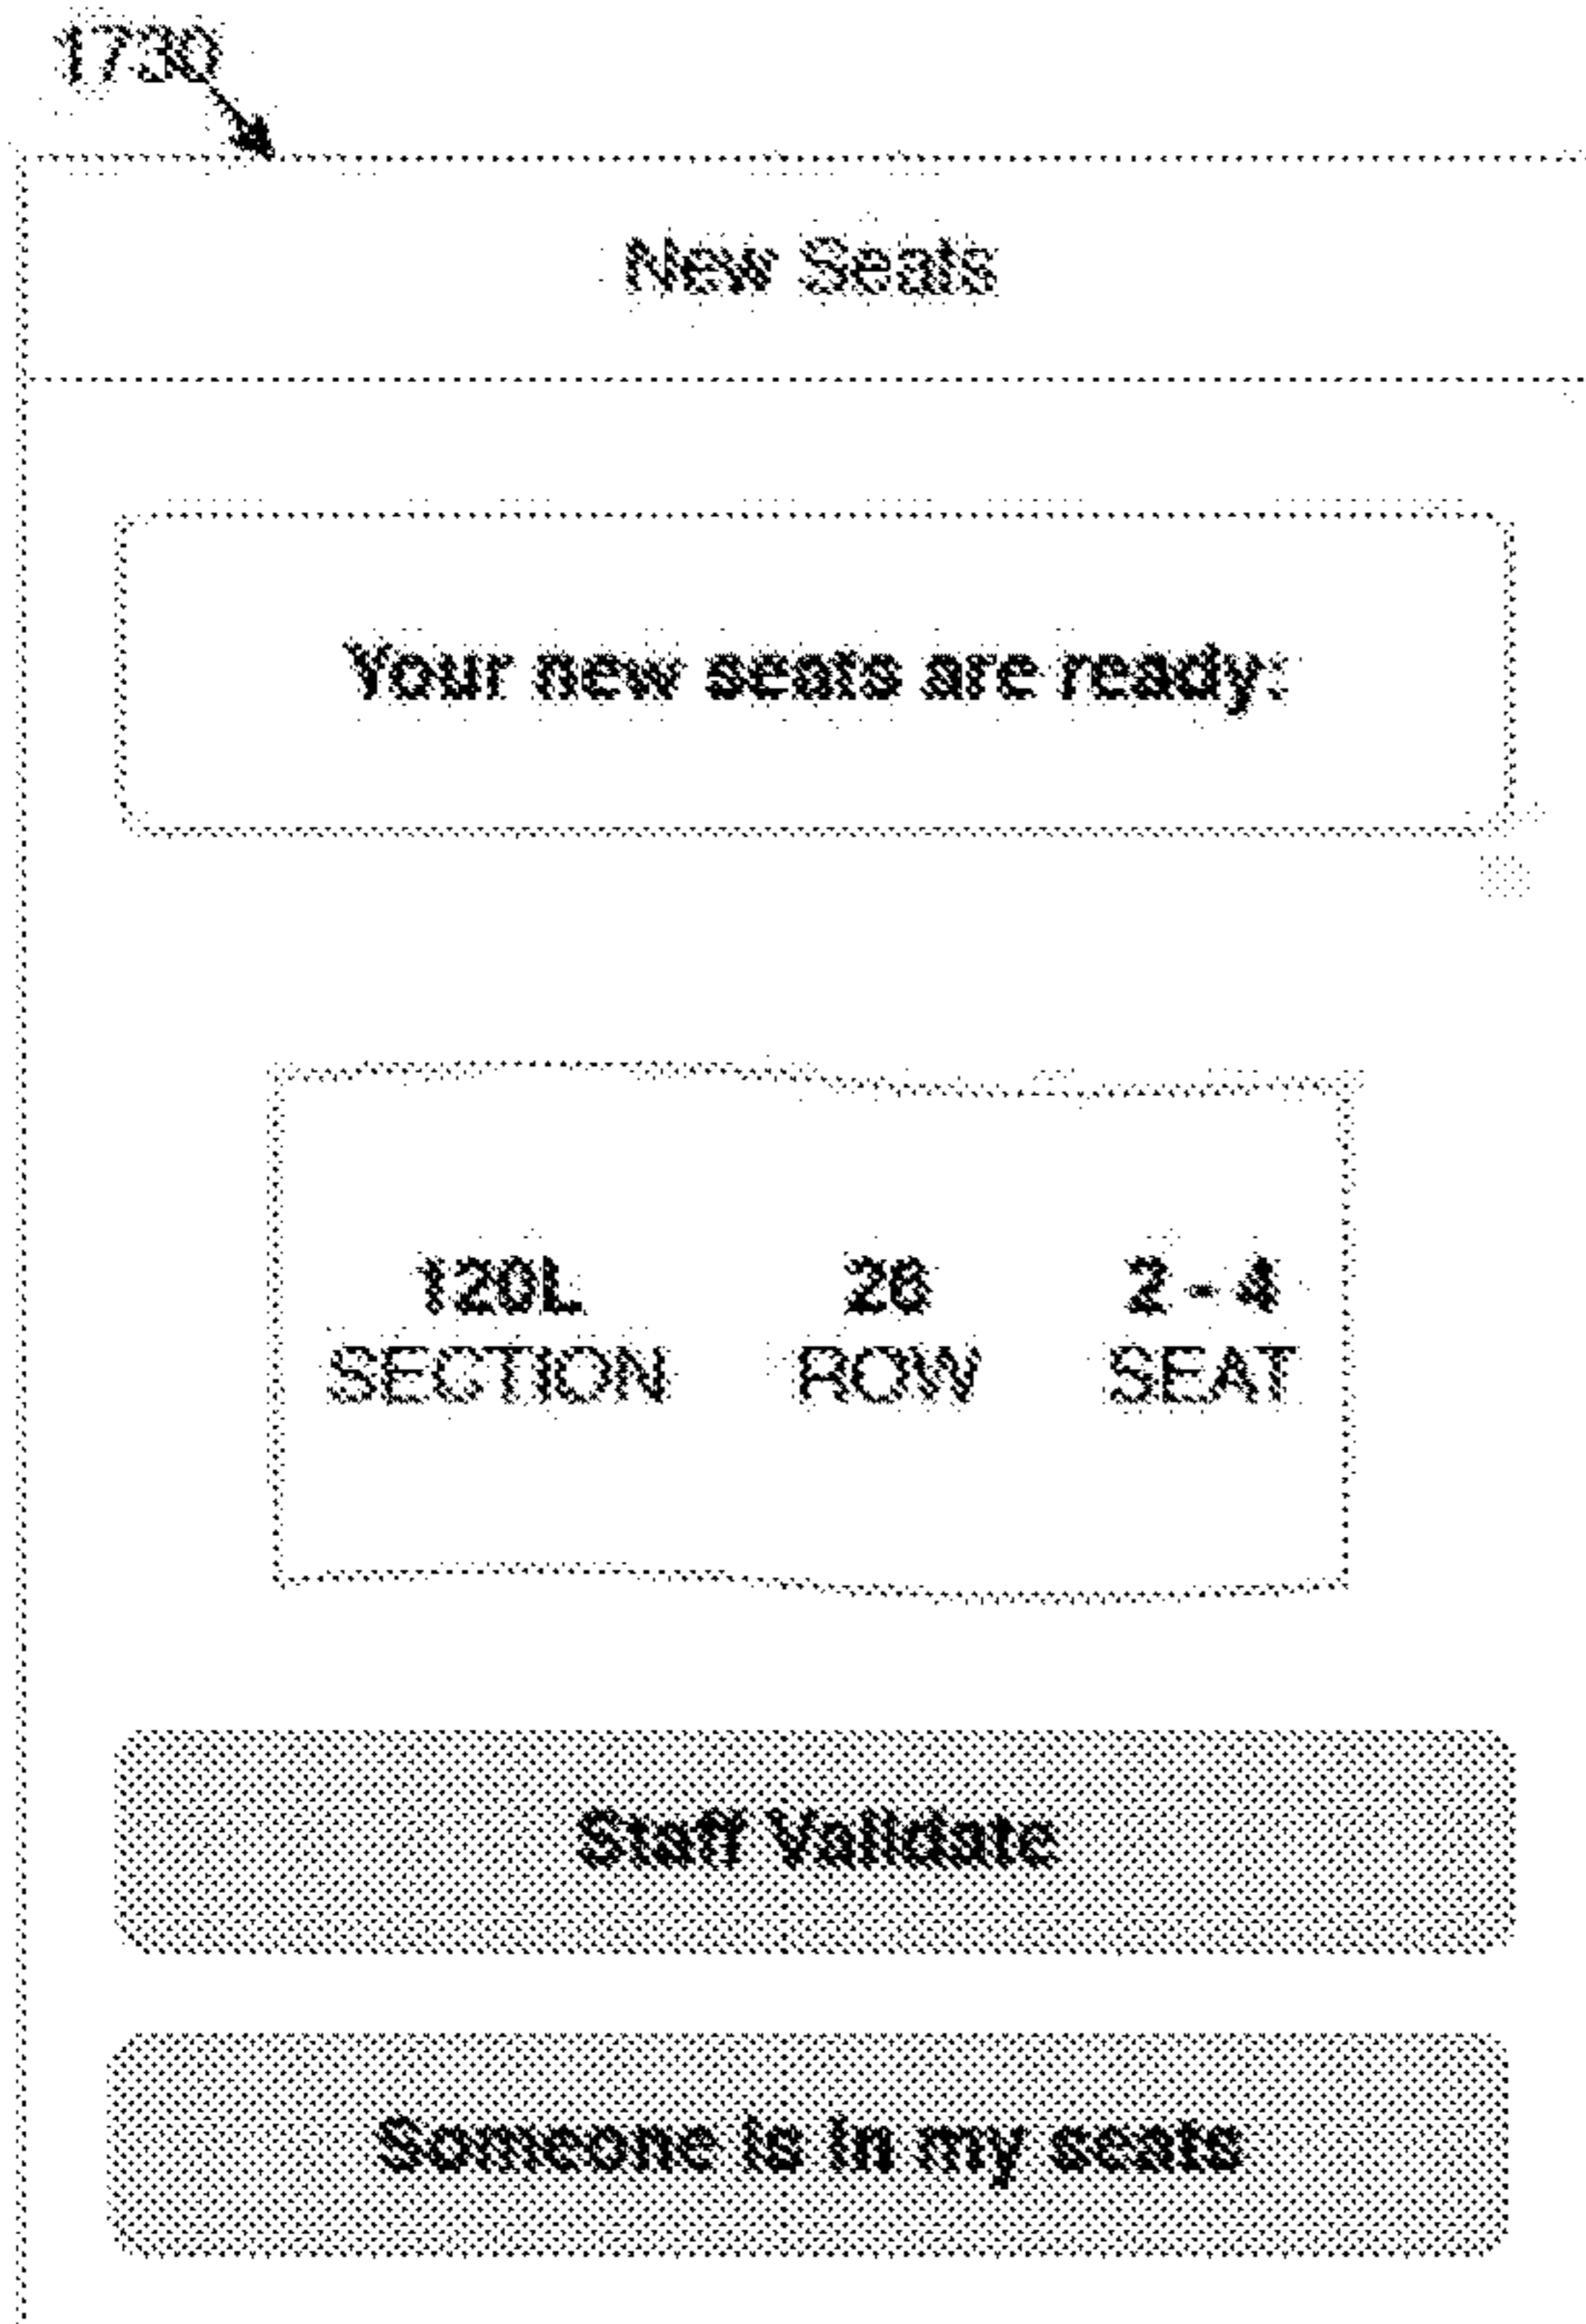 1730
New Seats
Your new seats are ready:
120L 26 2 - 4
SECTION ROW SEAT
Staff Validate
Someone is in my seats